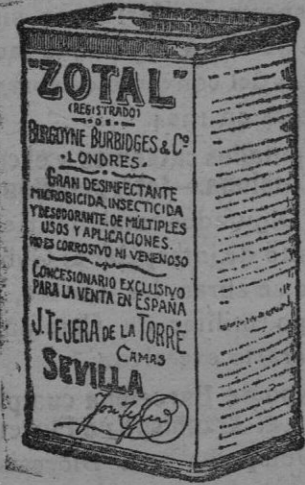 "ZOTAL"
(REGISTRADO)
DE
BURGOYNE BURBIDGES & Cº
LONDRES.
GRAN DESINFECTANTE
MICROBICIDA, INSECTICIDA
Y DESODORANTE, DE MÚLTIPLES
USOS Y APLICACIONES.
NO ES CORROSIVO NI VENENOSO
CONCESIONARIO EXCLUSIVO
PARA LA VENTA EN ESPAÑA
J. TEJERA DE LA TORRE
CAMAS
SEVILLA